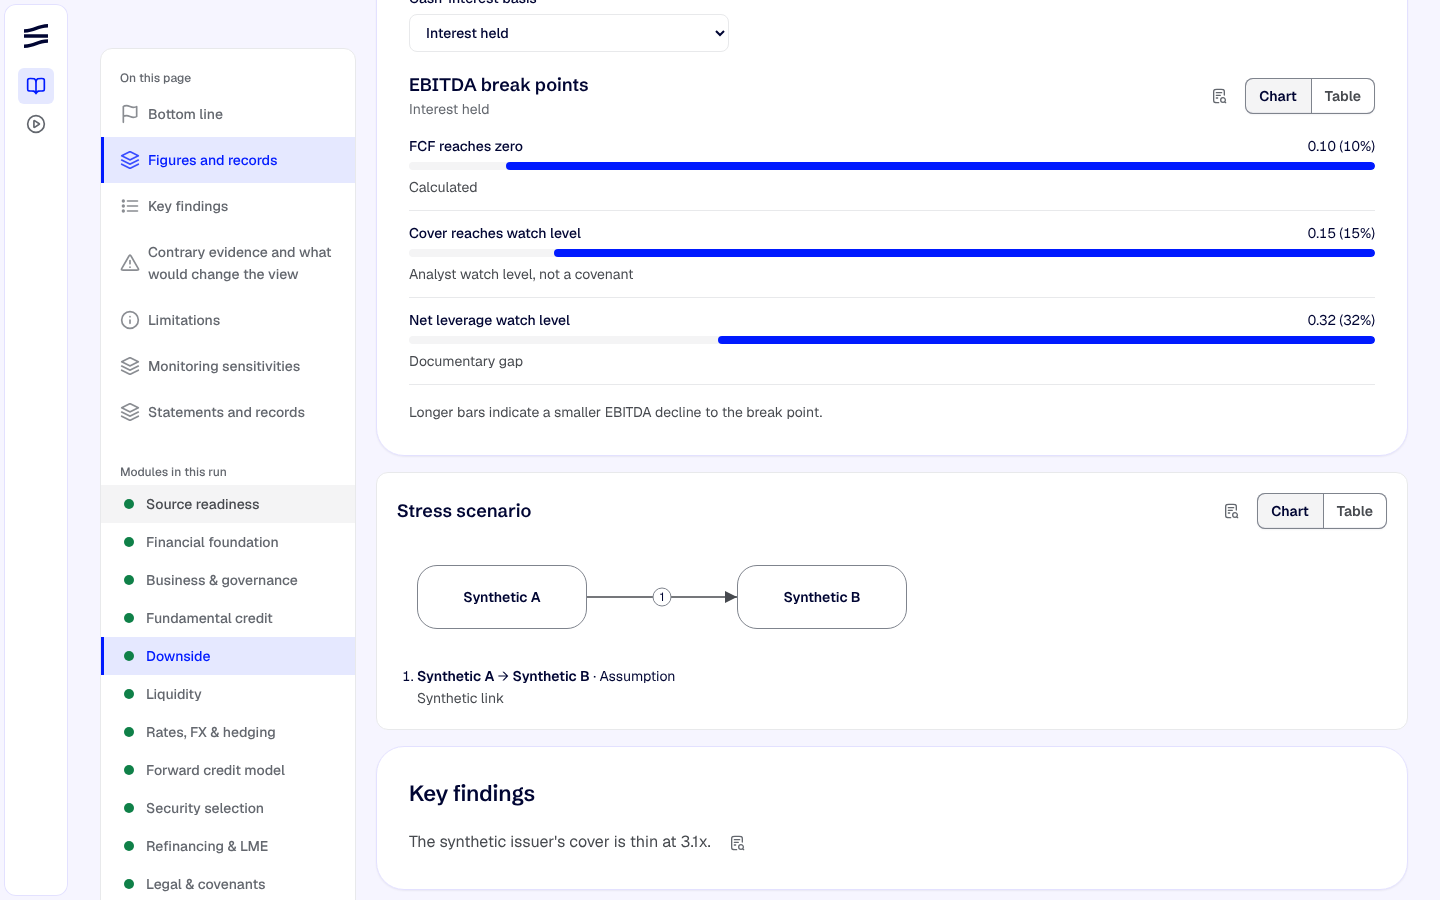 On this page
Bottom line
Figures and records
Key findings
Contrary evidence and what
would change the view
Limitations
Monitoring sensitivities
Statements and records
Modules in this run
Source readiness
Financial foundation
Business & governance
Fundamental credit
Downside
Liquidity
Rates, FX & hedging
Forward credit model
Security selection
Refinancing & LME
Legal & covenants
Cash-interest basis
Interest held
EBITDA break points
Interest held
Chart Table
FCF reaches zero 0.10 (10%)
Calculated
Cover reaches watch level 0.15 (15%)
Analyst watch level, not a covenant
Net leverage watch level 0.32 (32%)
Documentary gap
Longer bars indicate a smaller EBITDA decline to the break point.
Stress scenario
Chart Table
Synthetic A 1 Synthetic B
1. Synthetic A → Synthetic B · Assumption
Synthetic link
Key findings
The synthetic issuer's cover is thin at 3.1x.